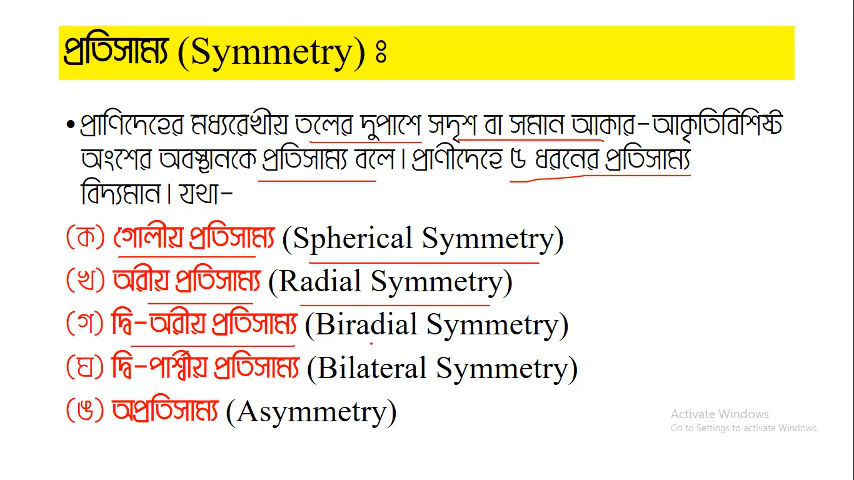 প্রতিসাম্য (Symmetry) ঃ
•প্রাণিদেহের মধ্যরেখীয় তলের দুপাশে সদৃশ বা সমান আকার-আকৃতিবিশিষ্ট
অংশের অবস্থানকে প্রতিসাম্য বলে। প্রাণীদেহে ৫ ধরনের প্রতিসাম্য
বিদ্যমান। যথা-
(ক) গোলীয় প্রতিসাম্য (Spherical Symmetry)
(খ) অরীয় প্রতিসাম্য (Radial Symmetry)
(গ) দ্বি-অরীয় প্রতিসাম্য (Biradial Symmetry)
(ঘ) দ্বি-পার্শ্বীয় প্রতিসাম্য (Bilateral Symmetry)
(ঙ) অপ্রতিসাম্য (Asymmetry)
Activate Windows
Go to Settings to activate Windows.